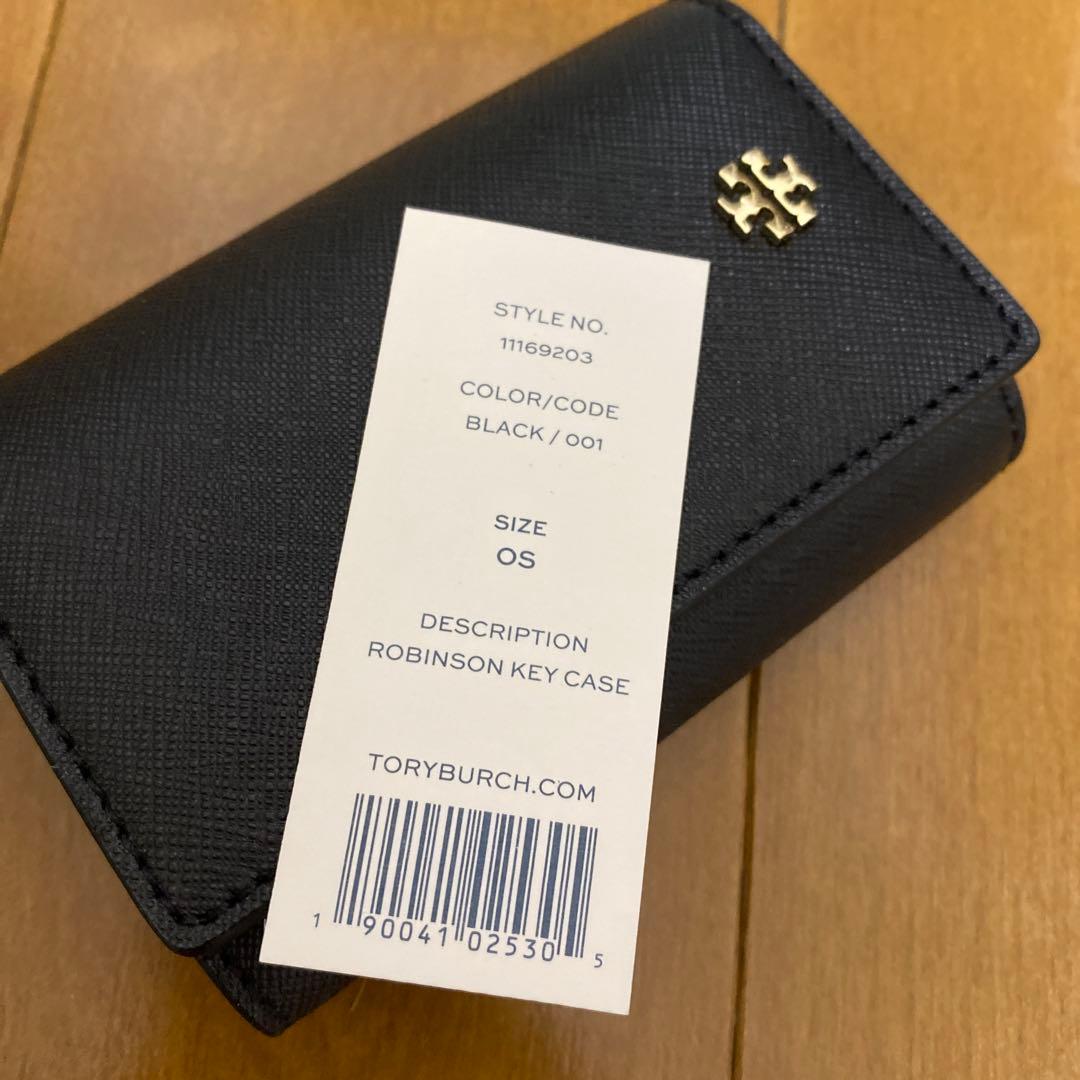 STYLE NO.
11169203
COLOR/CODE
BLACK / 001
SIZE
OS
DESCRIPTION
ROBINSON KEY CASE
TORYBURCH.COM
1 90041 02530 5